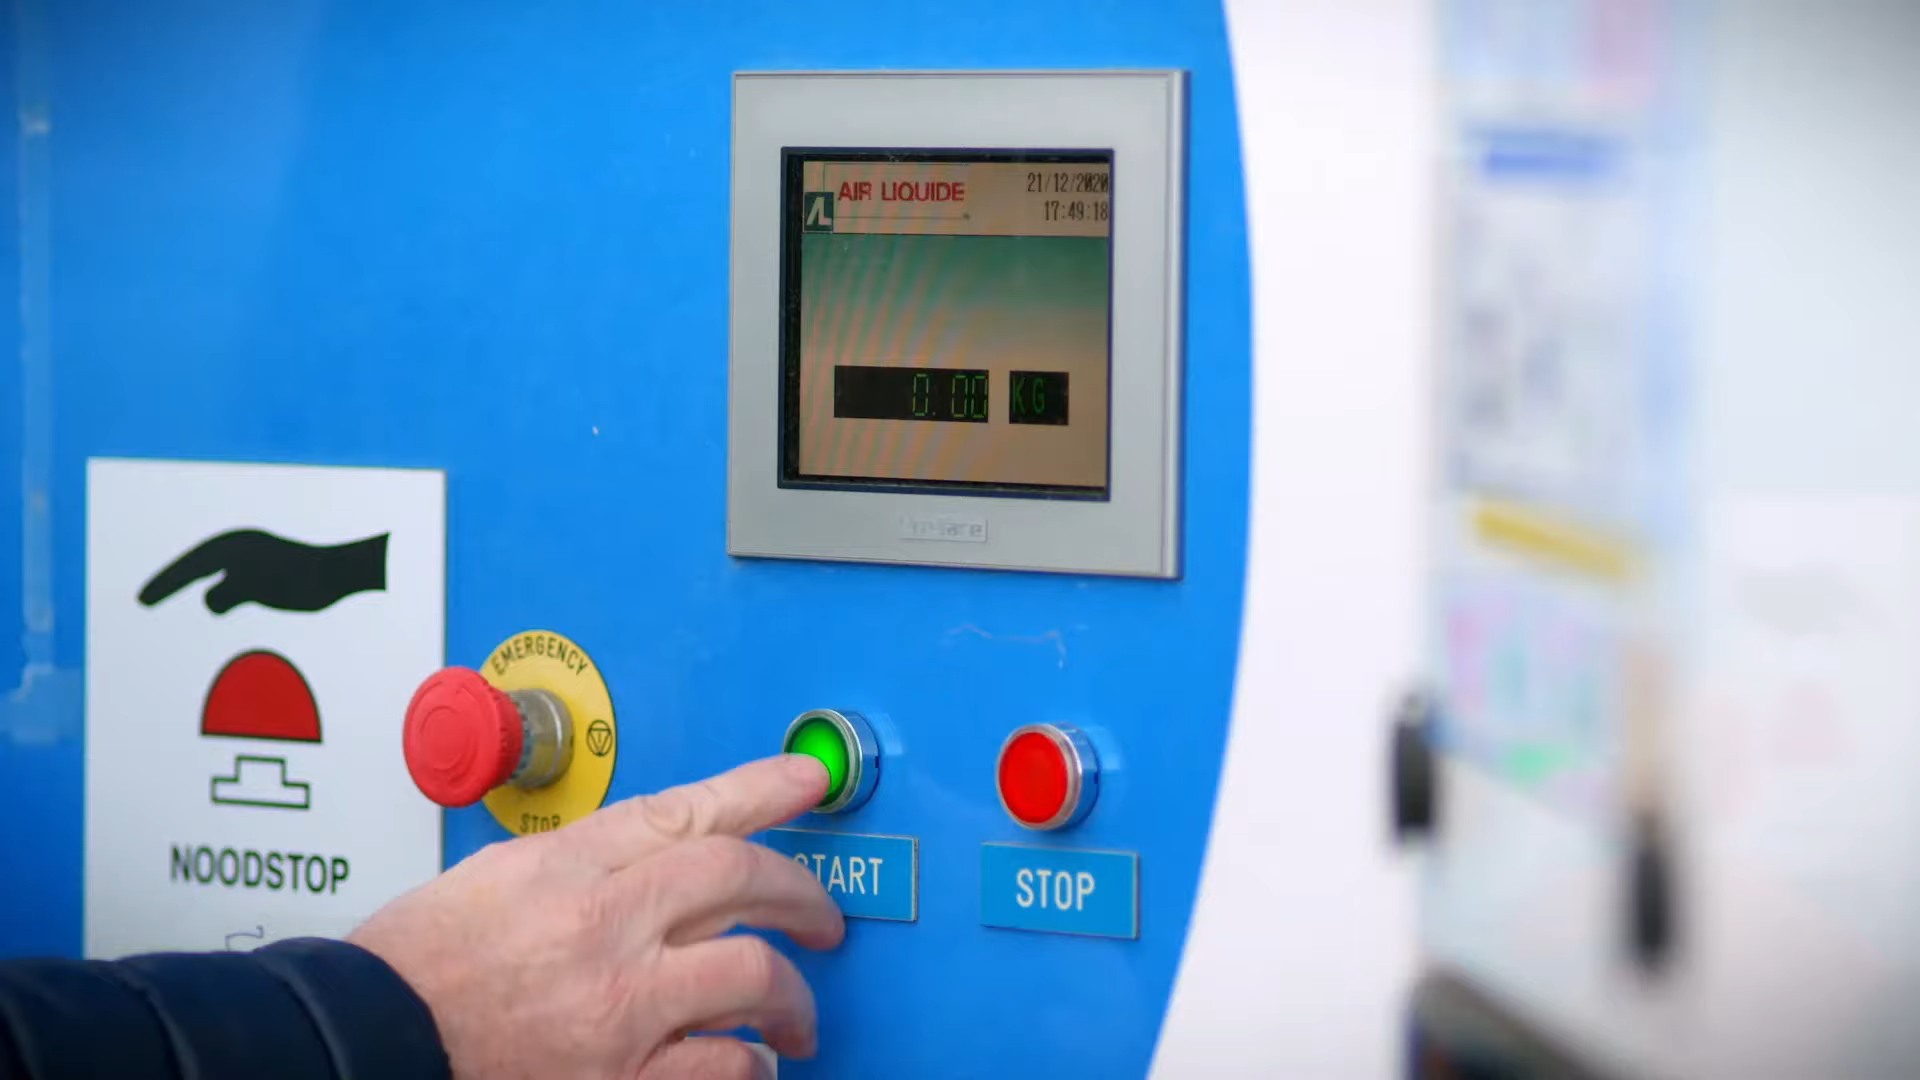 AIR LIQUIDE
21/12/2020
17:49:18
0.00 KG
EMERGENCY
STOP
NOODSTOP
START
STOP